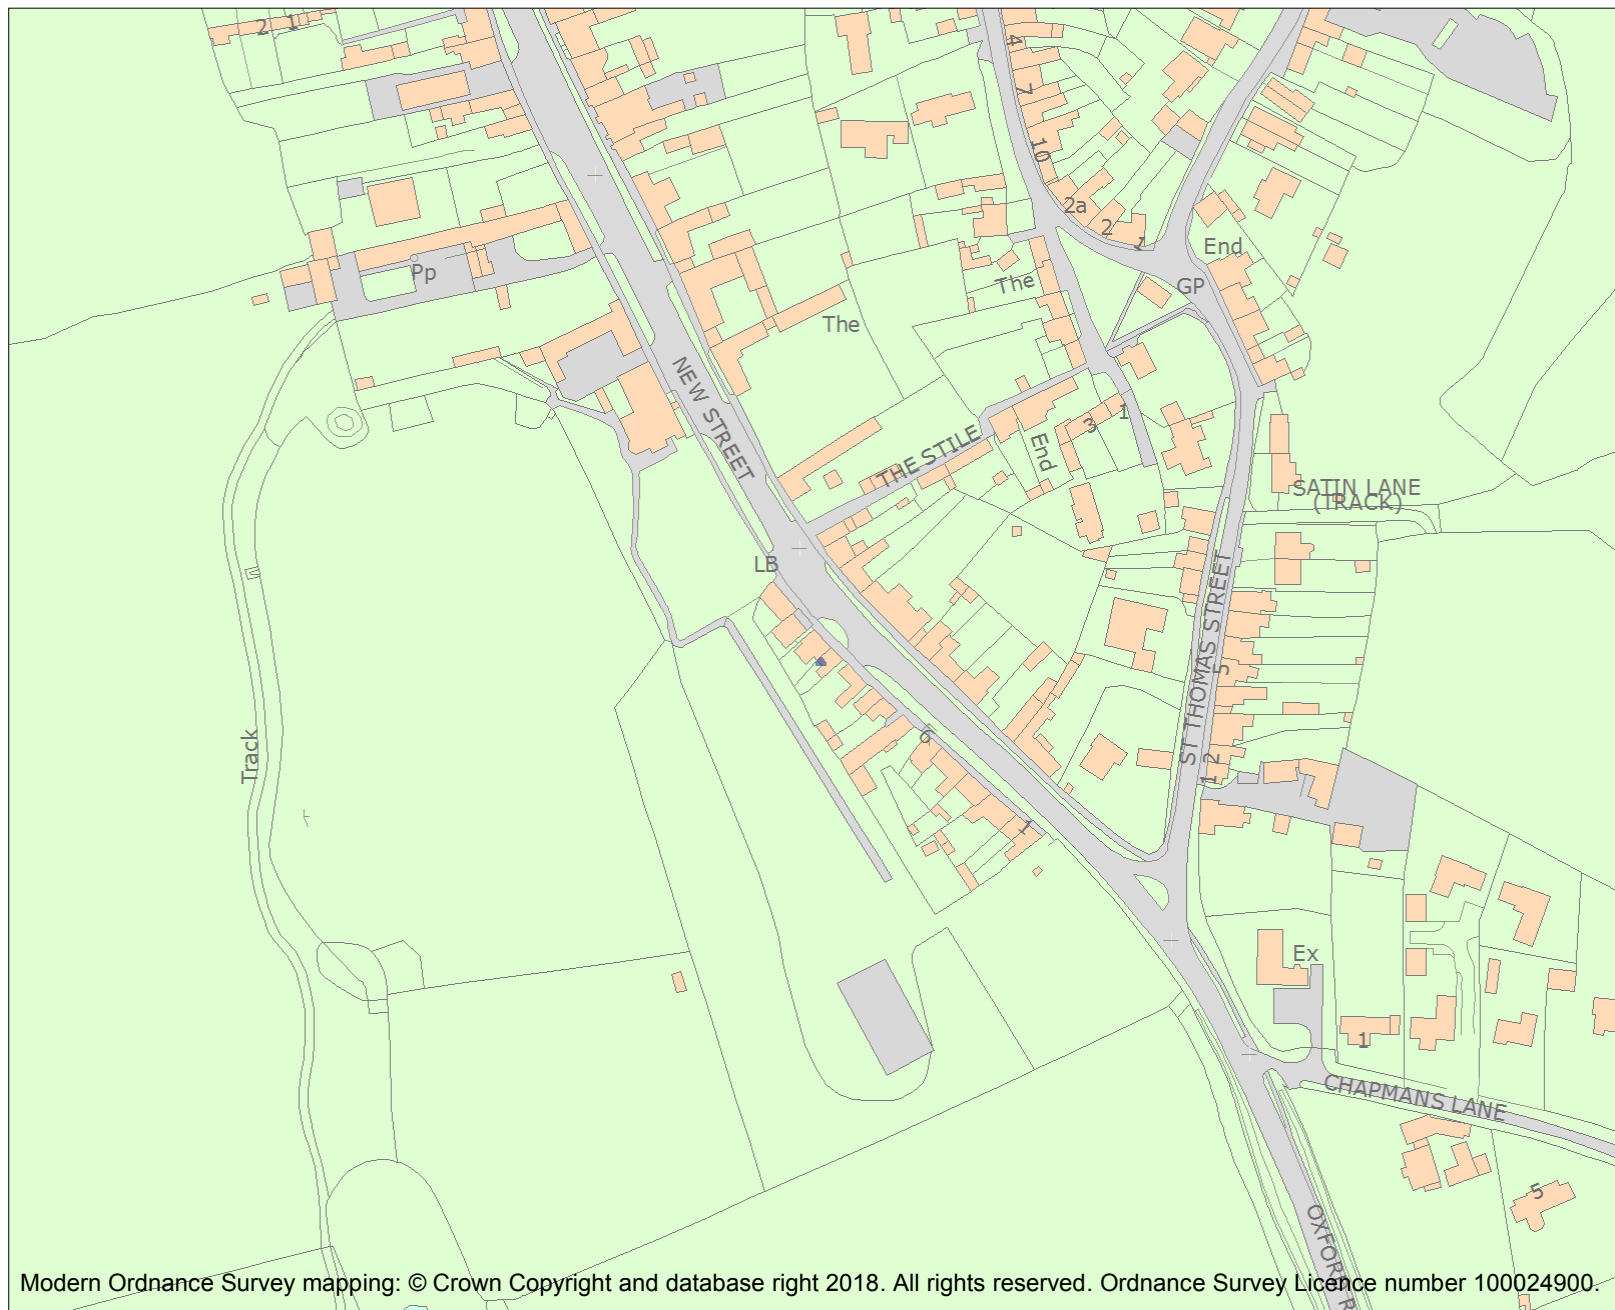 2 1
4
7
10
2a
2
1
End
Pp
The
GP
The
NEW STREET
1
3
THE STILE
End
SATIN LANE
(TRACK)
LB
ST THOMAS STREET
5
6
Track
2
1
1
Ex
1
CHAPMANS LANE
5
OXFORD R
Modern Ordnance Survey mapping: © Crown Copyright and database right 2018. All rights reserved. Ordnance Survey Licence number 100024900.